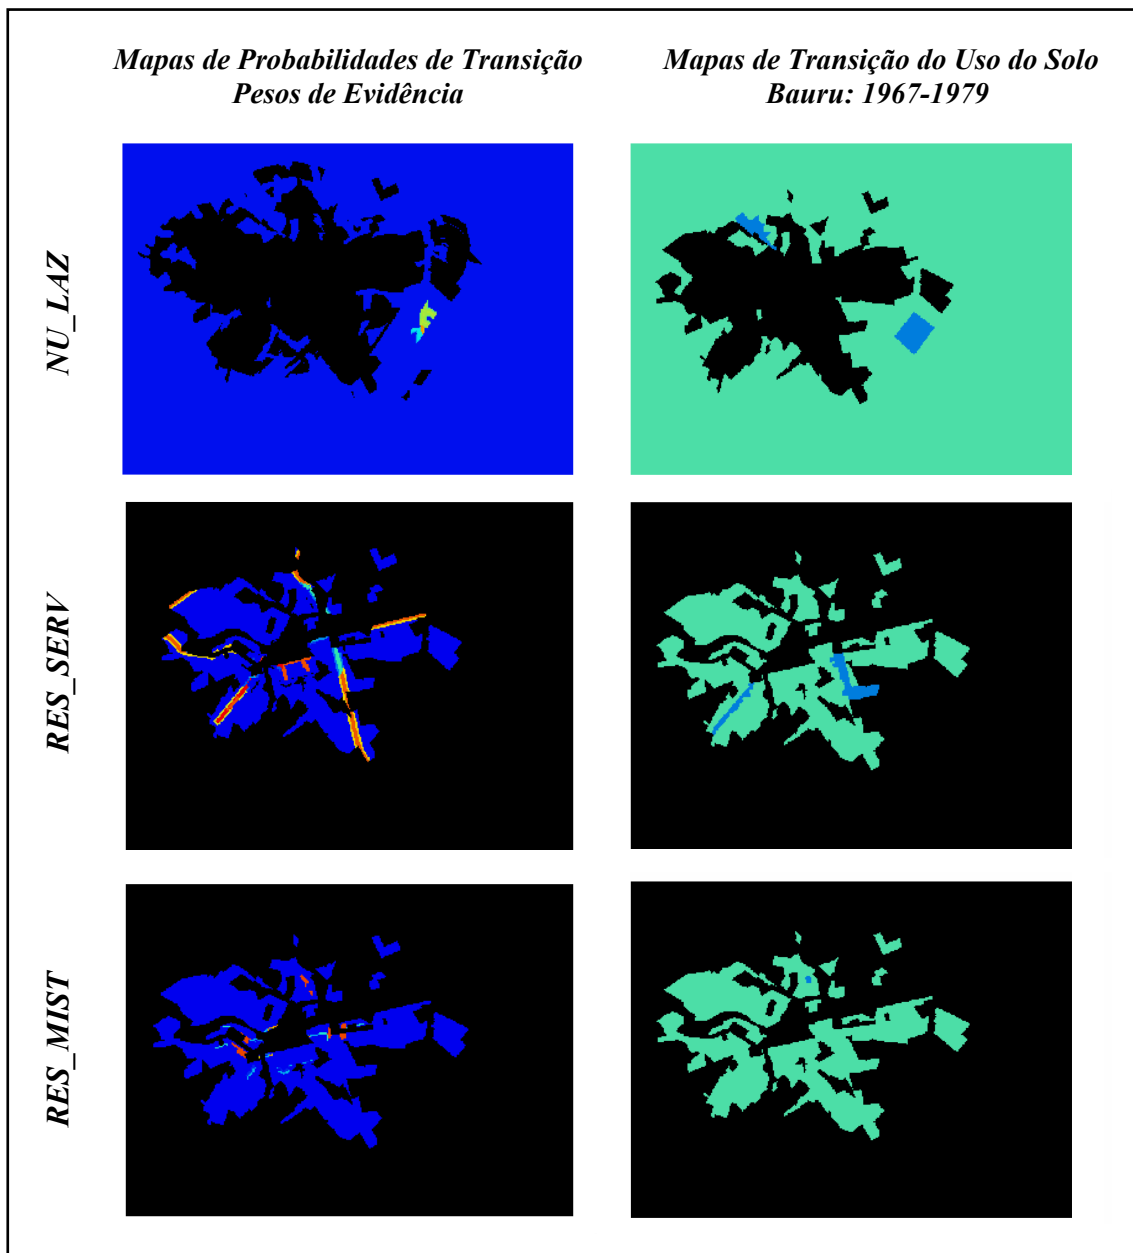 Mapas de Probabilidades de Transição
Pesos de Evidência
Mapas de Transição do Uso do Solo
Bauru: 1967-1979
NU_LAZ
RES_SERV
RES_MIST